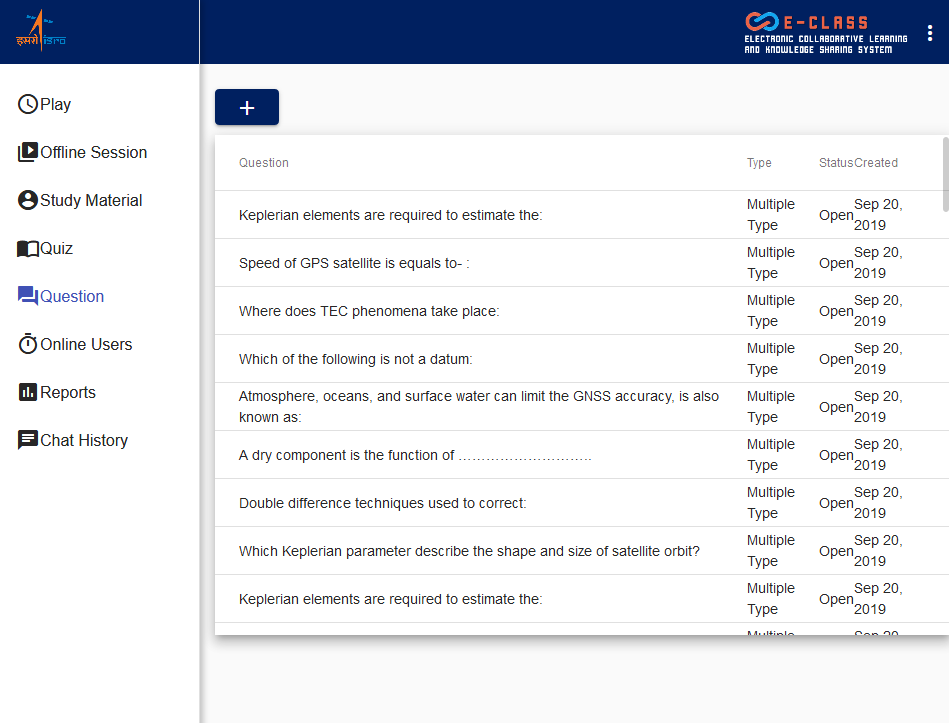 इसरो isro
E-CLASS
ELECTRONIC COLLABORATIVE LEARNING
AND KNOWLEDGE SHARING SYSTEM
Play
Offline Session
Study Material
Quiz
Question
Online Users
Reports
Chat History
+
Question Type Status Created
Keplerian elements are required to estimate the: Multiple Type Open Sep 20, 2019
Speed of GPS satellite is equals to- : Multiple Type Open Sep 20, 2019
Where does TEC phenomena take place: Multiple Type Open Sep 20, 2019
Which of the following is not a datum: Multiple Type Open Sep 20, 2019
Atmosphere, oceans, and surface water can limit the GNSS accuracy, is also
known as: Multiple Type Open Sep 20, 2019
A dry component is the function of ……………………….. Multiple Type Open Sep 20, 2019
Double difference techniques used to correct: Multiple Type Open Sep 20, 2019
Which Keplerian parameter describe the shape and size of satellite orbit? Multiple Type Open Sep 20, 2019
Keplerian elements are required to estimate the: Multiple Type Open Sep 20, 2019
Multiple Sep 20,